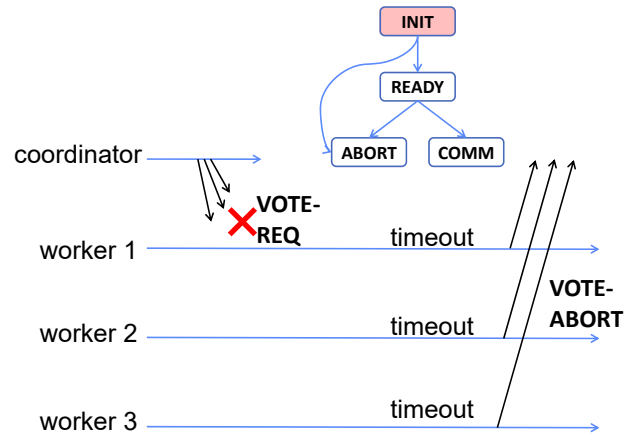 INIT
READY
ABORT
COMM
coordinator
VOTE-
REQ
worker 1
timeout
VOTE-
ABORT
worker 2
timeout
worker 3
timeout